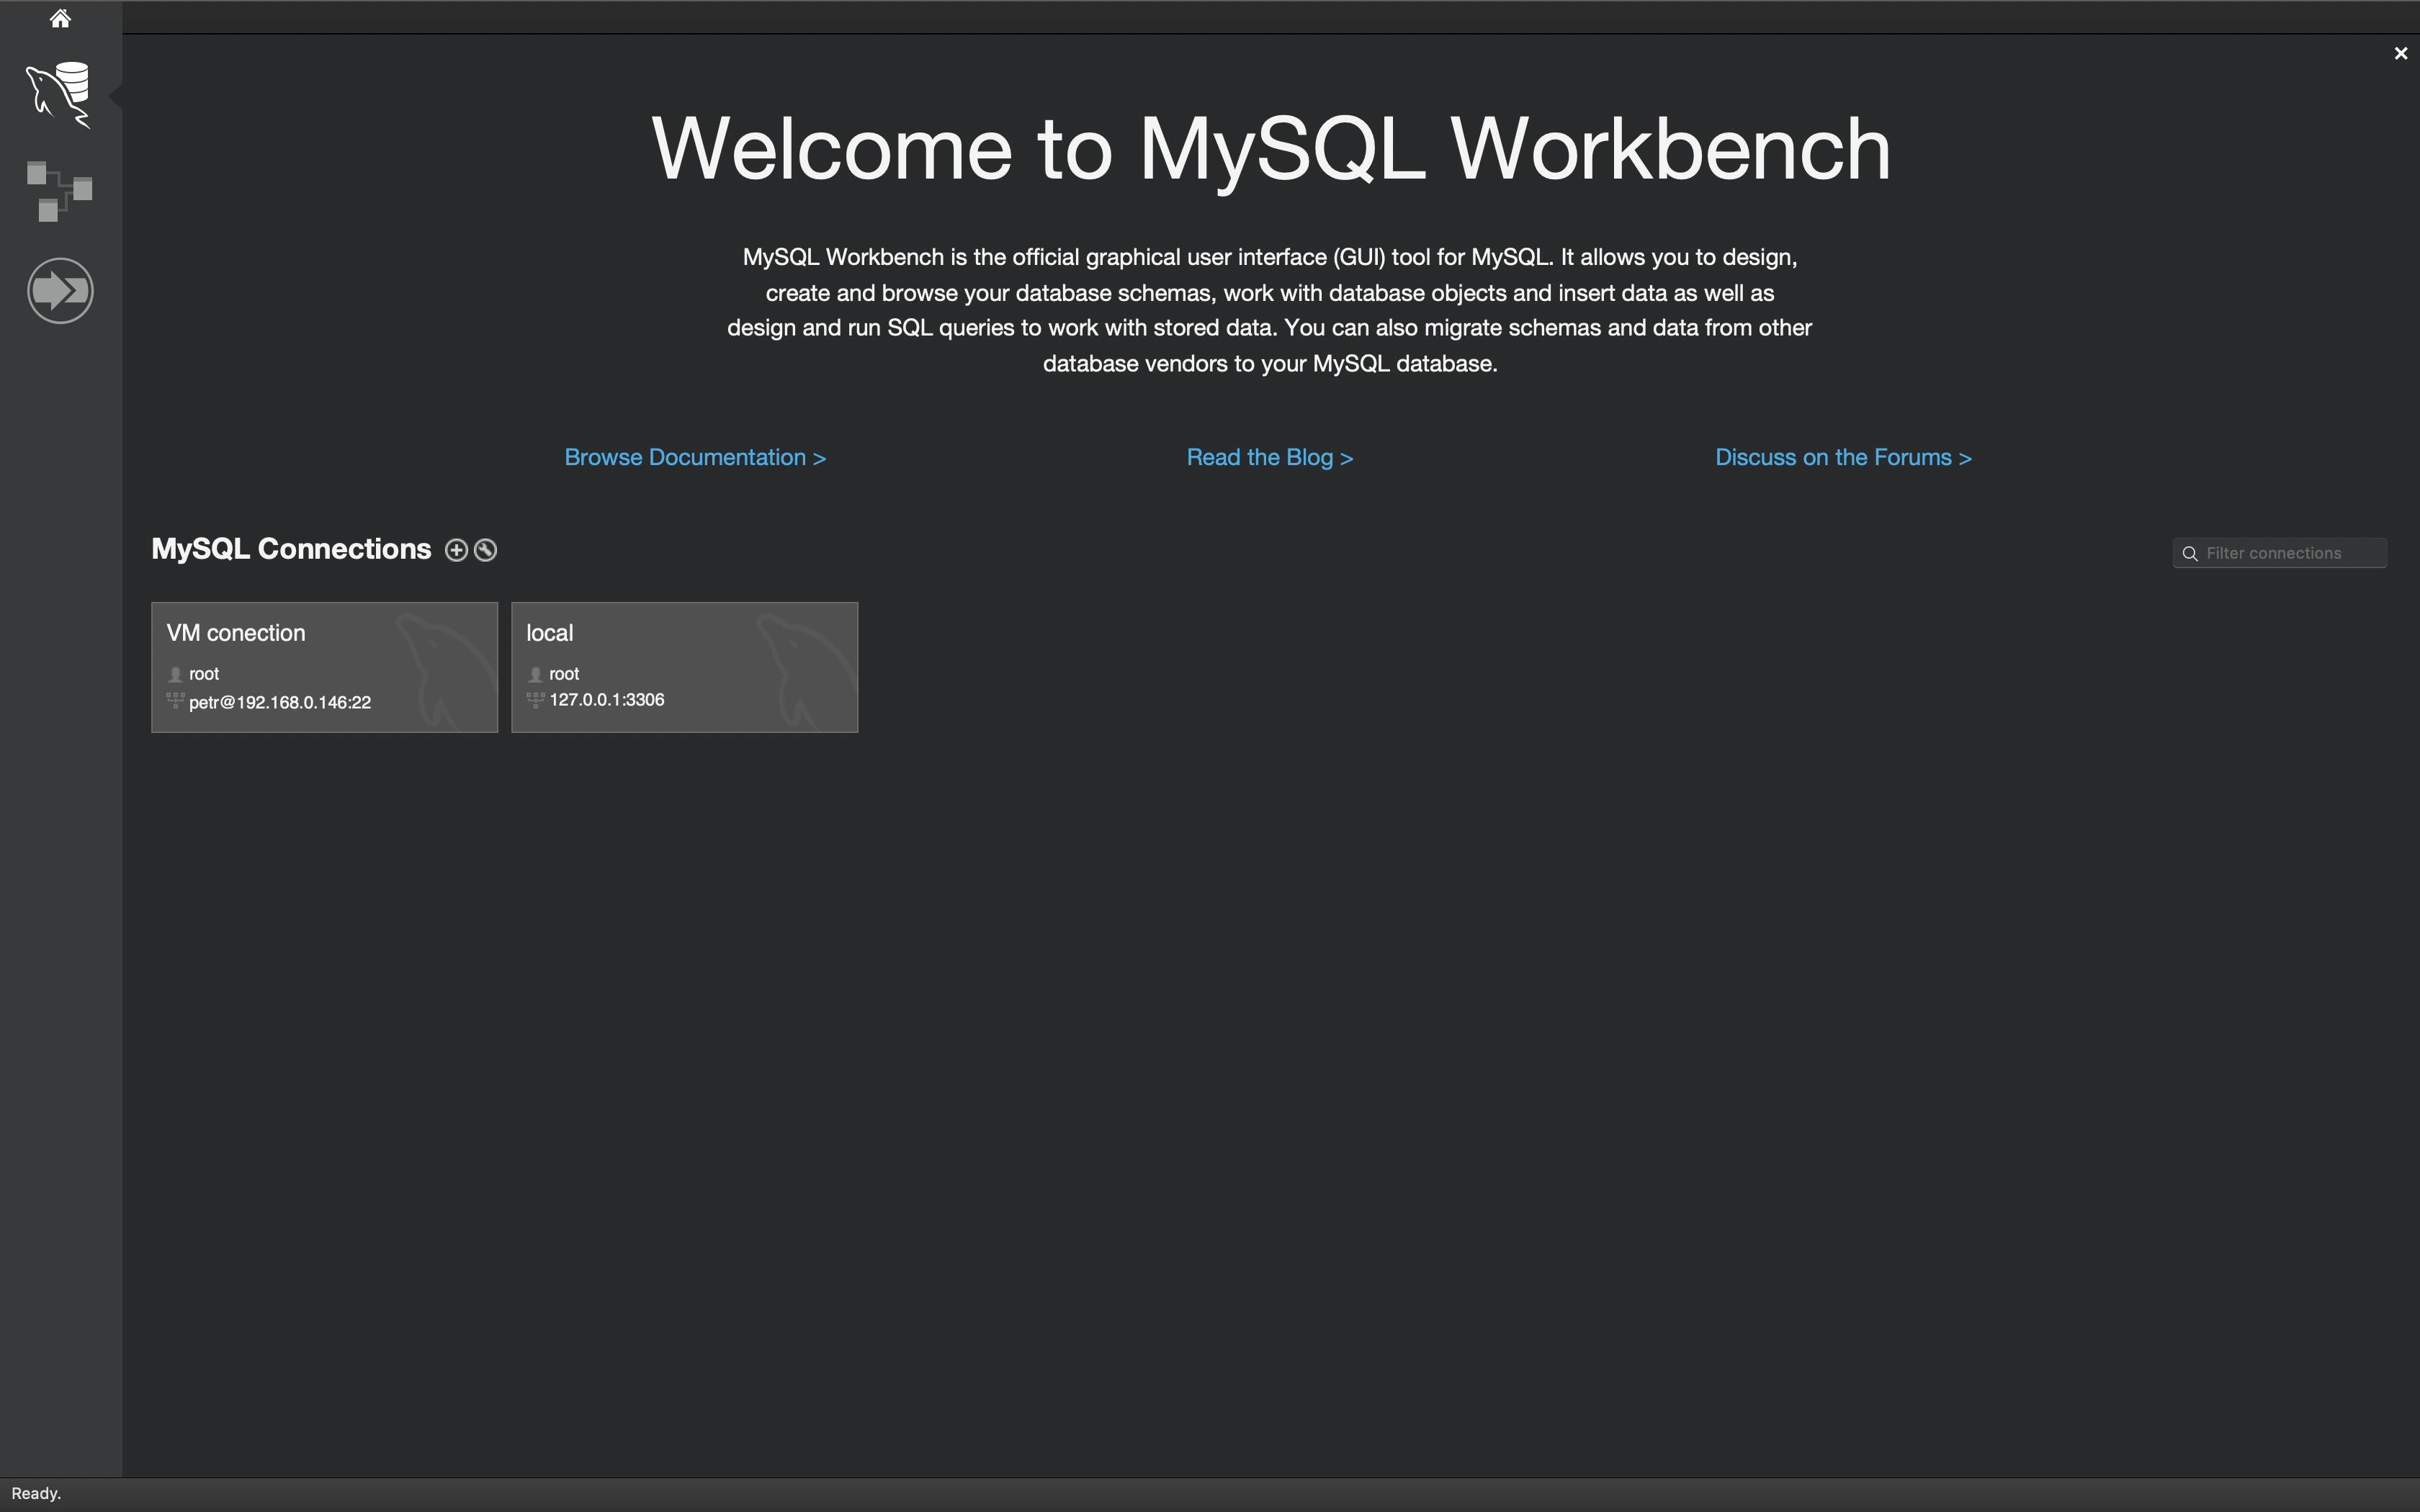 Welcome to MySQL Workbench
MySQL Workbench is the official graphical user interface (GUI) tool for MySQL. It allows you to design,
create and browse your database schemas, work with database objects and insert data as well as
design and run SQL queries to work with stored data. You can also migrate schemas and data from other
database vendors to your MySQL database.
Browse Documentation >
Read the Blog >
Discuss on the Forums >
MySQL Connections
Filter connections
VM conection
root
petr@192.168.0.146:22
local
root
127.0.0.1:3306
Ready.